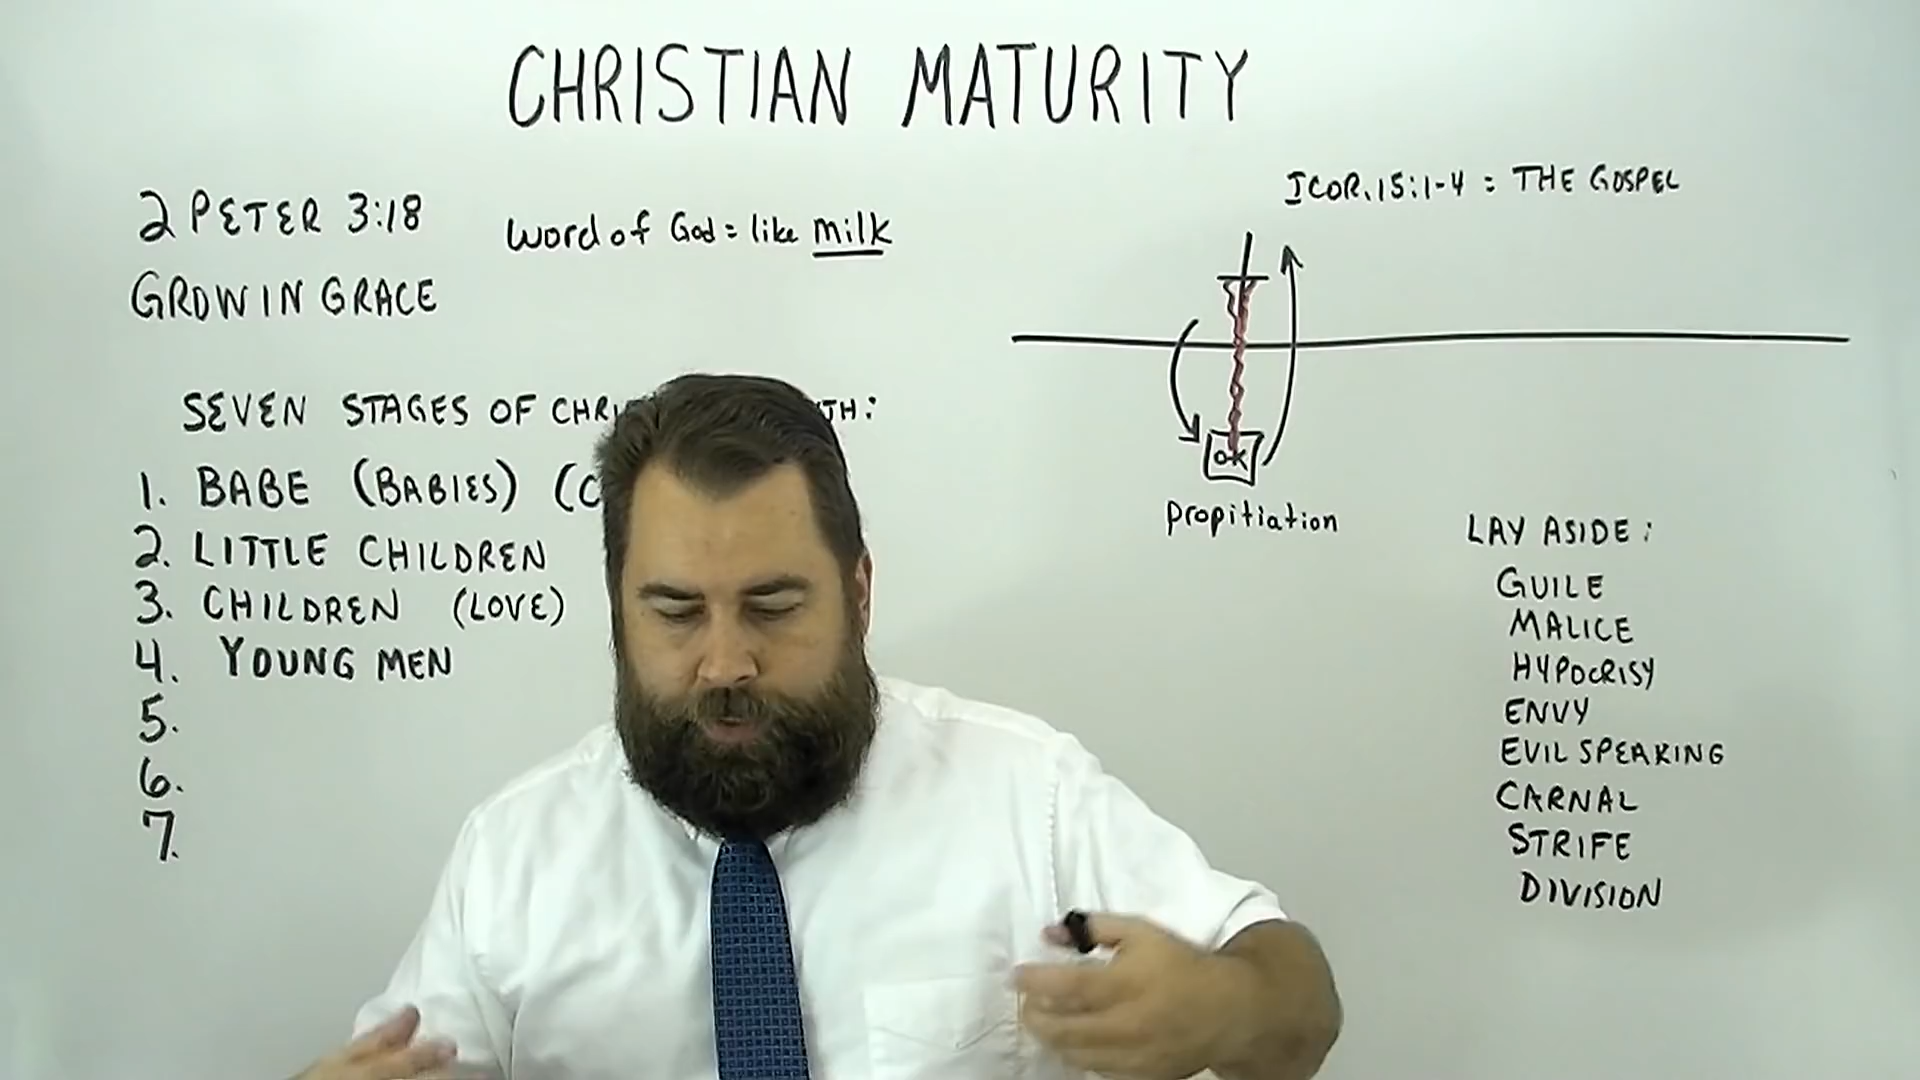 CHRISTIAN MATURITY
2 PETER 3:18
GROW IN GRACE
word of God = like milk
SEVEN STAGES OF
1. BABE (BABIES)
2. LITTLE CHILDREN
3. CHILDREN (LOVE)
4. YOUNG MEN
5.
6.
7.
I COR. 15:1-4 = THE GOSPEL
OK
propitiation
LAY ASIDE:
GUILE
MALICE
HYPOCRISY
ENVY
EVIL SPEAKING
CARNAL
STRIFE
DIVISION